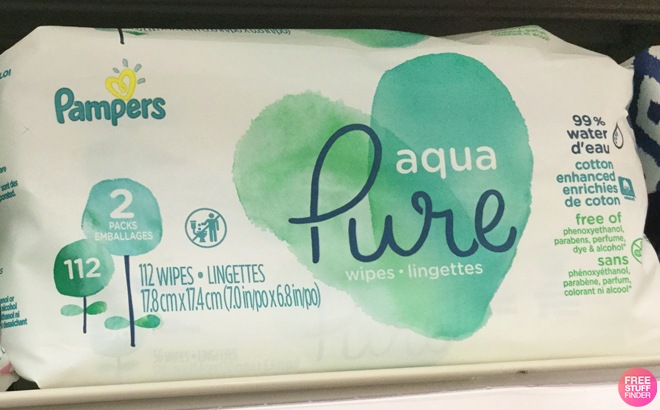 Pampers
aqua
Pure
wipes • lingettes
2
PACKS
EMBALLAGES
112
112 WIPES • LINGETTES
17.8 cm x 17.4 cm (7.0 in/po x 6.8 in/po)
99%
water
d'eau
cotton
enhanced
enrichies
de coton
free of
phenoxyethanol,
parabens, perfume,
dye & alcohol*
sans
phénoxyéthanol,
parabène, parfum,
colorant ni alcool*
FREE
STUFF
FINDER